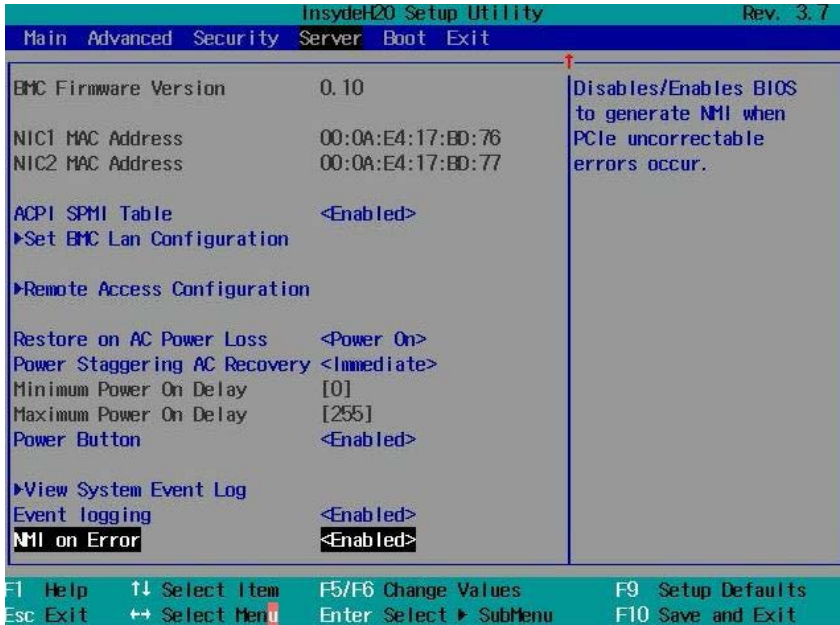 InsydeH2O Setup Utility Rev. 3.7
Main Advanced Security Server Boot Exit
BMC Firmware Version 0.10
NIC1 MAC Address 00:0A:E4:17:BD:76
NIC2 MAC Address 00:0A:E4:17:BD:77
ACPI SPMI Table <Enabled>
▶Set BMC Lan Configuration
▶Remote Access Configuration
Restore on AC Power Loss <Power On>
Power Staggering AC Recovery <Immediate>
Minimum Power On Delay [0]
Maximum Power On Delay [255]
Power Button <Enabled>
▶View System Event Log
Event logging <Enabled>
NMI on Error <Enabled>
Disables/Enables BIOS
to generate NMI when
PCIe uncorrectable
errors occur.
F1 Help ↑↓ Select Item F5/F6 Change Values F9 Setup Defaults
Esc Exit ↔ Select Menu Enter Select ▶ SubMenu F10 Save and Exit